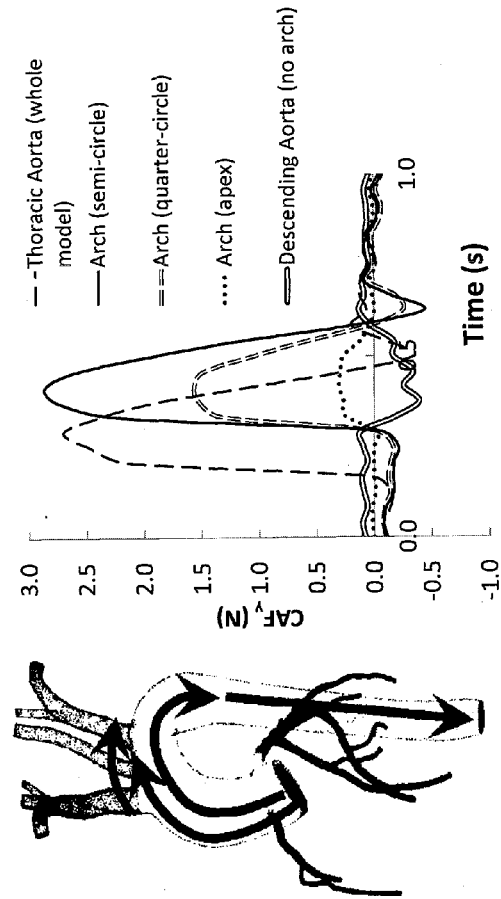 3.0
2.5
2.0
1.5
1.0
0.5
0.0
-0.5
-1.0
CAFy (N)
0.0
.5
1.0
Time (s)
Thoracic Aorta (whole
model)
Arch (semi-circle)
Arch (quarter-circle)
Arch (apex)
Descending Aorta (no arch)